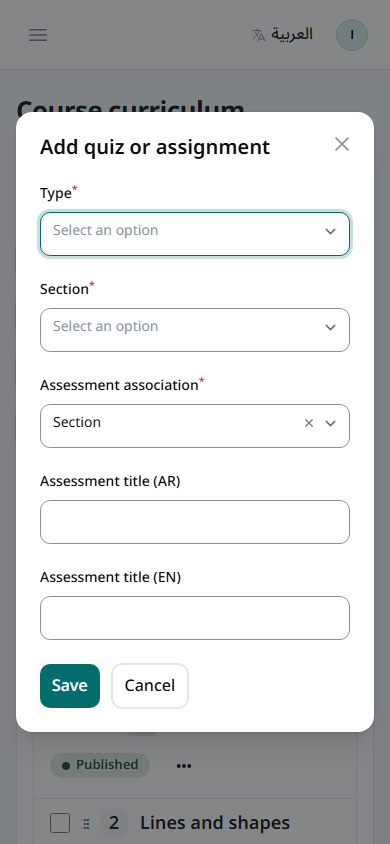 العربية
I
Course curriculum
Add quiz or assignment
Type*
Select an option
Section*
Select an option
Assessment association*
Section
Assessment title (AR)
Assessment title (EN)
Save
Cancel
Published
2 Lines and shapes